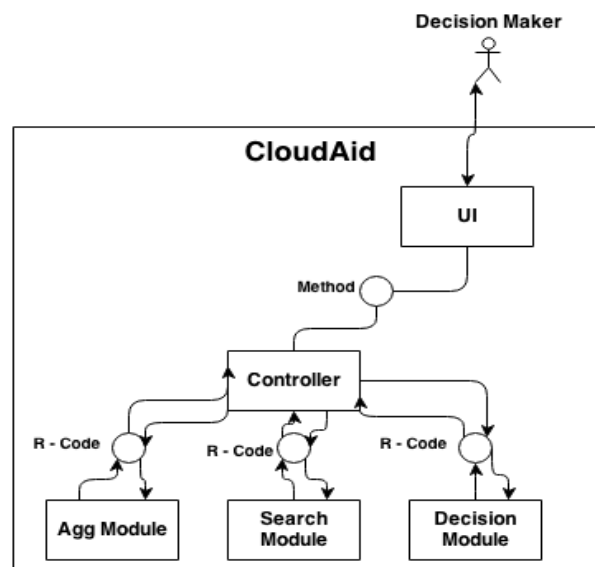 Decision Maker
CloudAid
UI
Method
Controller
R - Code
R - Code
R - Code
Agg Module
Search
Module
Decision
Module